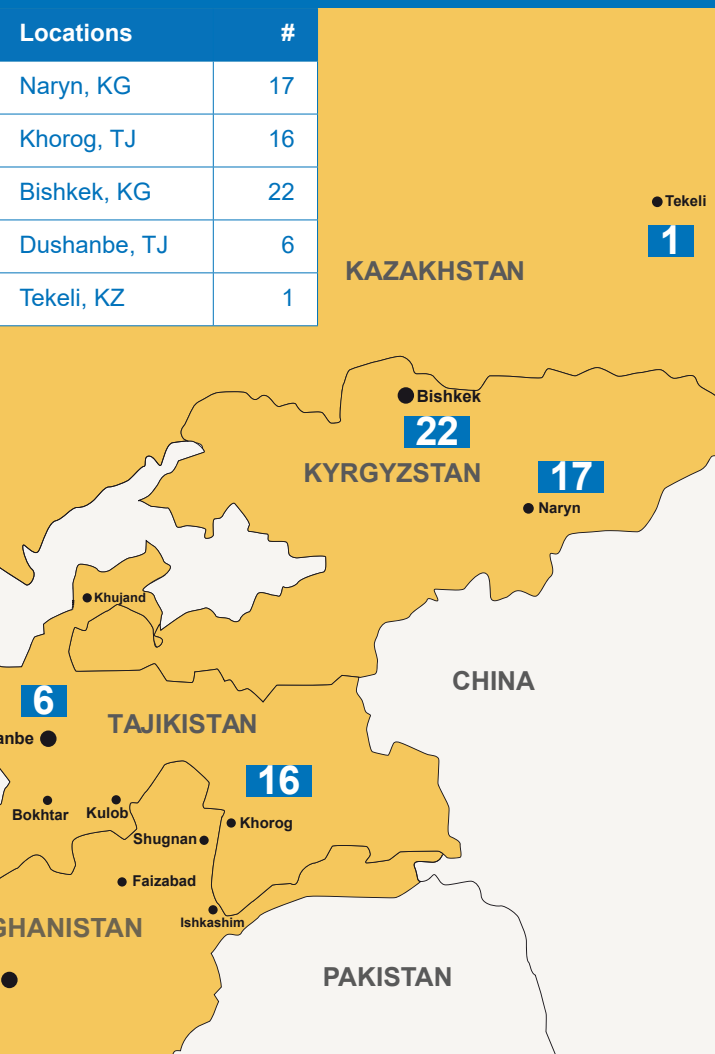 Locations #
Naryn, KG 17
Khorog, TJ 16
Bishkek, KG 22
Dushanbe, TJ 6
Tekeli, KZ 1
Tekeli
1
KAZAKHSTAN
Bishkek
22
KYRGYZSTAN
17
Naryn
Khujand
CHINA
6
TAJIKISTAN
anbe
16
Bokhtar
Kulob
Khorog
Shugnan
Faizabad
Ishkashim
GHANISTAN
PAKISTAN